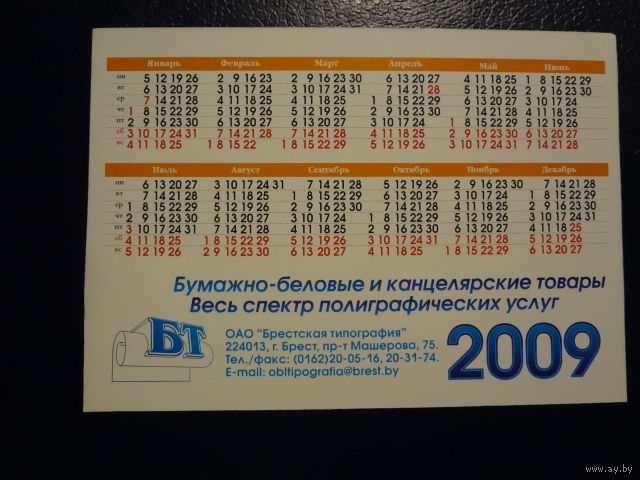 Январь Февраль Март Апрель Май Июнь
пн 5 12 19 26 2 9 16 23 2 9 16 23 30 6 13 20 27 4 11 18 25 1 8 15 22 29
вт 6 13 20 27 3 10 17 24 3 10 17 24 31 7 14 21 28 5 12 19 26 2 9 16 23 30
ср 7 14 21 28 4 11 18 25 4 11 18 25 1 8 15 22 29 6 13 20 27 3 10 17 24
чт 1 8 15 22 29 5 12 19 26 5 12 19 26 2 9 16 23 30 7 14 21 28 4 11 18 25
пт 2 9 16 23 30 6 13 20 27 6 13 20 27 3 10 17 24 1 8 15 22 29 5 12 19 26
сб 3 10 17 24 31 7 14 21 28 7 14 21 28 4 11 18 25 2 9 16 23 30 6 13 20 27
вс 4 11 18 25 1 8 15 22 1 8 15 22 29 5 12 19 26 3 10 17 24 31 7 14 21 28
Июль Август Сентябрь Октябрь Ноябрь Декабрь
пн 6 13 20 27 3 10 17 24 31 7 14 21 28 5 12 19 26 2 9 16 23 30 7 14 21 28
вт 7 14 21 28 4 11 18 25 1 8 15 22 29 6 13 20 27 3 10 17 24 1 8 15 22 29
ср 1 8 15 22 29 5 12 19 26 2 9 16 23 30 7 14 21 28 4 11 18 25 2 9 16 23 30
чт 2 9 16 23 30 6 13 20 27 3 10 17 24 1 8 15 22 29 5 12 19 26 3 10 17 24 31
пт 3 10 17 24 31 7 14 21 28 4 11 18 25 2 9 16 23 30 6 13 20 27 4 11 18 25
сб 4 11 18 25 1 8 15 22 29 5 12 19 26 3 10 17 24 31 7 14 21 28 5 12 19 26
вс 5 12 19 26 2 9 16 23 30 6 13 20 27 4 11 18 25 1 8 15 22 29 6 13 20 27
Бумажно-беловые и канцелярские товары
Весь спектр полиграфических услуг
БТ
ОАО "Брестская типография"
224013, г. Брест, пр-т Машерова, 75.
Тел./факс: (0162)20-05-16, 20-31-74.
E-mail: obltipografia@brest.by
2009
www.ay.by